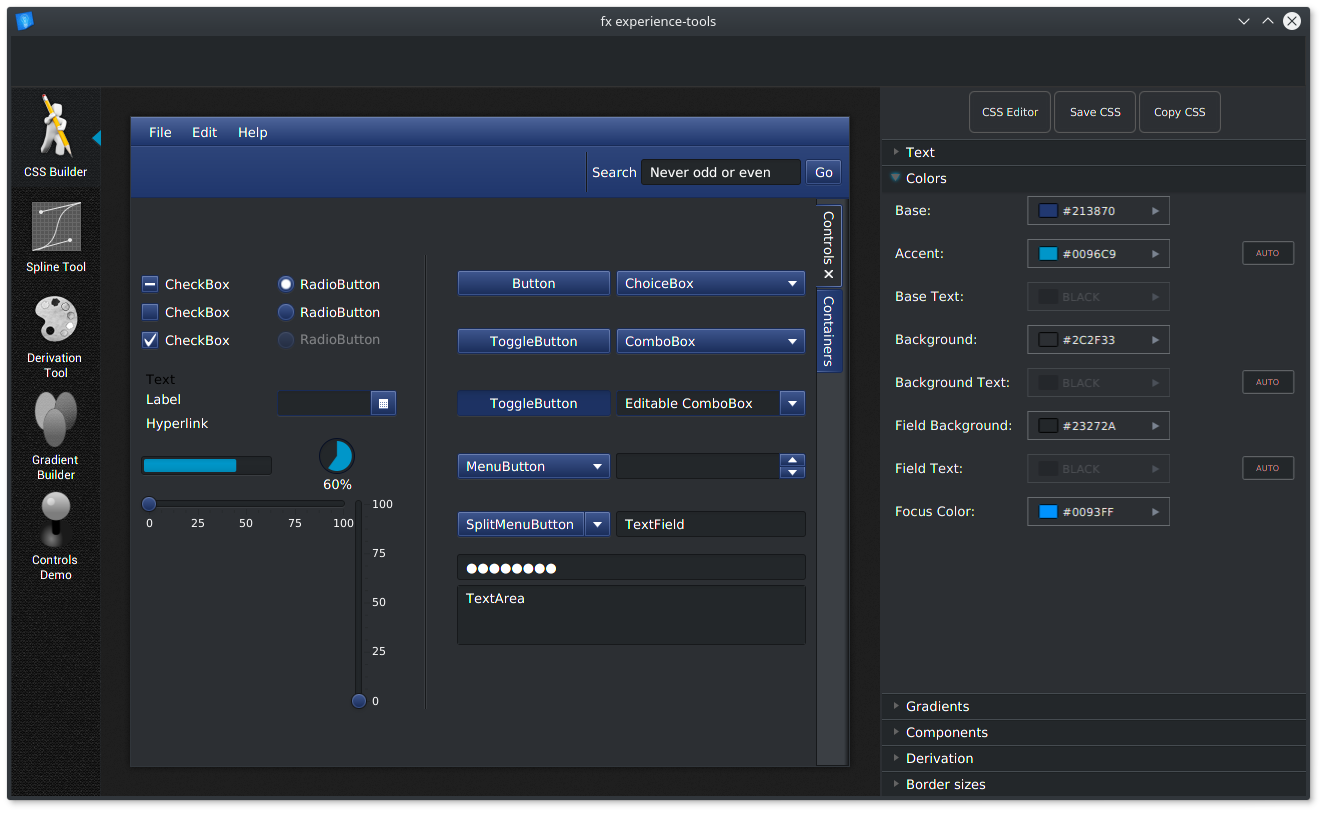 fx experience-tools
CSS Builder
Spline Tool
Derivation
Tool
Gradient
Builder
Controls
Demo
File Edit Help
Search Never odd or even Go
Controls
Containers
CheckBox RadioButton
CheckBox RadioButton
CheckBox RadioButton
Text
Label
Hyperlink
60%
0 25 50 75 100
100
75
50
25
0
Button ChoiceBox
ToggleButton ComboBox
ToggleButton Editable ComboBox
MenuButton
SplitMenuButton TextField
TextArea
CSS Editor Save CSS Copy CSS
Text
Colors
Base: #213870
Accent: #0096C9 AUTO
Base Text: BLACK
Background: #2C2F33
Background Text: BLACK AUTO
Field Background: #23272A
Field Text: BLACK AUTO
Focus Color: #0093FF
Gradients
Components
Derivation
Border sizes